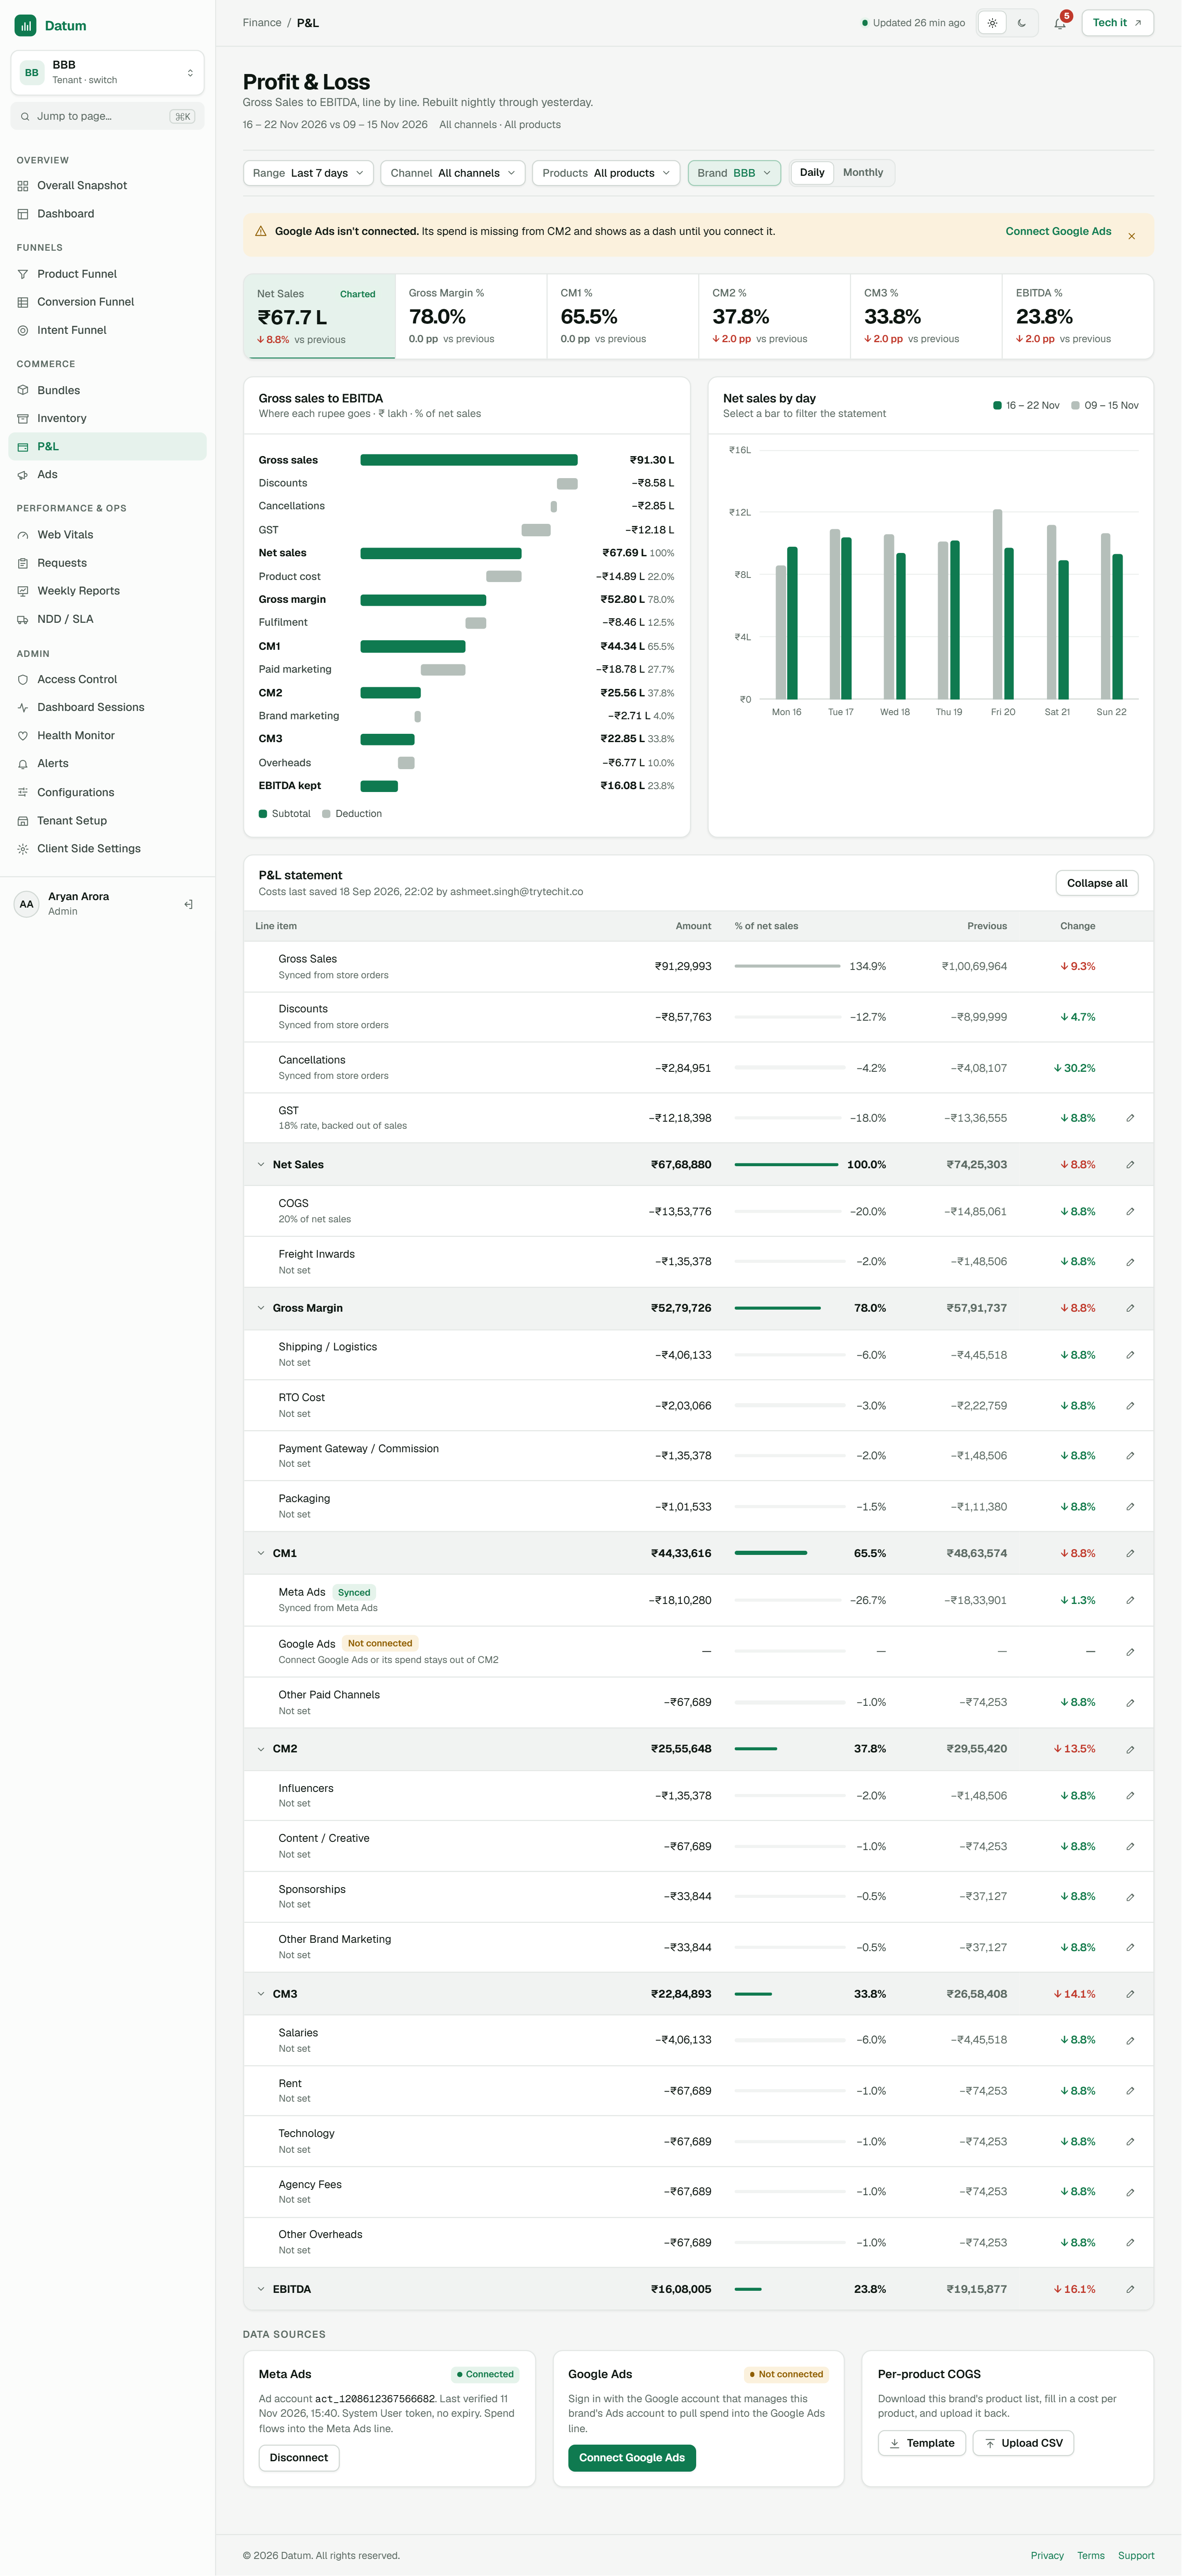 Datum
BB
BBB
Tenant · switch
Jump to page...
⌘K
OVERVIEW
Overall Snapshot
Dashboard
FUNNELS
Product Funnel
Conversion Funnel
Intent Funnel
COMMERCE
Bundles
Inventory
P&L
Ads
PERFORMANCE & OPS
Web Vitals
Requests
Weekly Reports
NDD / SLA
ADMIN
Access Control
Dashboard Sessions
Health Monitor
Alerts
Configurations
Tenant Setup
Client Side Settings
AA
Aryan Arora
Admin
Finance / P&L
Updated 26 min ago
5
Tech it
Profit & Loss
Gross Sales to EBITDA, line by line. Rebuilt nightly through yesterday.
16 – 22 Nov 2026 vs 09 – 15 Nov 2026 All channels · All products
Range Last 7 days
Channel All channels
Products All products
Brand BBB
Daily Monthly
Google Ads isn't connected. Its spend is missing from CM2 and shows as a dash until you connect it.
Connect Google Ads
Net Sales Charted
₹67.7 L
↓ 8.8% vs previous
Gross Margin %
78.0%
0.0 pp vs previous
CM1 %
65.5%
0.0 pp vs previous
CM2 %
37.8%
↓ 2.0 pp vs previous
CM3 %
33.8%
↓ 2.0 pp vs previous
EBITDA %
23.8%
↓ 2.0 pp vs previous
Gross sales to EBITDA
Where each rupee goes · ₹ lakh · % of net sales
Gross sales ₹91.30 L
Discounts −₹8.58 L
Cancellations −₹2.85 L
GST −₹12.18 L
Net sales ₹67.69 L 100%
Product cost −₹14.89 L 22.0%
Gross margin ₹52.80 L 78.0%
Fulfilment −₹8.46 L 12.5%
CM1 ₹44.34 L 65.5%
Paid marketing −₹18.78 L 27.7%
CM2 ₹25.56 L 37.8%
Brand marketing −₹2.71 L 4.0%
CM3 ₹22.85 L 33.8%
Overheads −₹6.77 L 10.0%
EBITDA kept ₹16.08 L 23.8%
Subtotal Deduction
Net sales by day
Select a bar to filter the statement
16 – 22 Nov 09 – 15 Nov
₹16L
₹12L
₹8L
₹4L
₹0
Mon 16 Tue 17 Wed 18 Thu 19 Fri 20 Sat 21 Sun 22
P&L statement
Costs last saved 18 Sep 2026, 22:02 by ashmeet.singh@trytechit.co
Collapse all
Line item Amount % of net sales Previous Change
Gross Sales ₹91,29,993 134.9% ₹1,00,69,964 ↓ 9.3%
Synced from store orders
Discounts −₹8,57,763 −12.7% −₹8,99,999 ↓ 4.7%
Synced from store orders
Cancellations −₹2,84,951 −4.2% −₹4,08,107 ↓ 30.2%
Synced from store orders
GST −₹12,18,398 −18.0% −₹13,36,555 ↓ 8.8%
18% rate, backed out of sales
Net Sales ₹67,68,880 100.0% ₹74,25,303 ↓ 8.8%
COGS −₹13,53,776 −20.0% −₹14,85,061 ↓ 8.8%
20% of net sales
Freight Inwards −₹1,35,378 −2.0% −₹1,48,506 ↓ 8.8%
Not set
Gross Margin ₹52,79,726 78.0% ₹57,91,737 ↓ 8.8%
Shipping / Logistics −₹4,06,133 −6.0% −₹4,45,518 ↓ 8.8%
Not set
RTO Cost −₹2,03,066 −3.0% −₹2,22,759 ↓ 8.8%
Not set
Payment Gateway / Commission −₹1,35,378 −2.0% −₹1,48,506 ↓ 8.8%
Not set
Packaging −₹1,01,533 −1.5% −₹1,11,380 ↓ 8.8%
Not set
CM1 ₹44,33,616 65.5% ₹48,63,574 ↓ 8.8%
Meta Ads Synced −₹18,10,280 −26.7% −₹18,33,901 ↓ 1.3%
Synced from Meta Ads
Google Ads Not connected — — — —
Connect Google Ads or its spend stays out of CM2
Other Paid Channels −₹67,689 −1.0% −₹74,253 ↓ 8.8%
Not set
CM2 ₹25,55,648 37.8% ₹29,55,420 ↓ 13.5%
Influencers −₹1,35,378 −2.0% −₹1,48,506 ↓ 8.8%
Not set
Content / Creative −₹67,689 −1.0% −₹74,253 ↓ 8.8%
Not set
Sponsorships −₹33,844 −0.5% −₹37,127 ↓ 8.8%
Not set
Other Brand Marketing −₹33,844 −0.5% −₹37,127 ↓ 8.8%
Not set
CM3 ₹22,84,893 33.8% ₹26,58,408 ↓ 14.1%
Salaries −₹4,06,133 −6.0% −₹4,45,518 ↓ 8.8%
Not set
Rent −₹67,689 −1.0% −₹74,253 ↓ 8.8%
Not set
Technology −₹67,689 −1.0% −₹74,253 ↓ 8.8%
Not set
Agency Fees −₹67,689 −1.0% −₹74,253 ↓ 8.8%
Not set
Other Overheads −₹67,689 −1.0% −₹74,253 ↓ 8.8%
Not set
EBITDA ₹16,08,005 23.8% ₹19,15,877 ↓ 16.1%
DATA SOURCES
Meta Ads Connected
Ad account act_1208612367566682. Last verified 11
Nov 2026, 15:40. System User token, no expiry. Spend
flows into the Meta Ads line.
Disconnect
Google Ads Not connected
Sign in with the Google account that manages this
brand's Ads account to pull spend into the Google Ads
line.
Connect Google Ads
Per-product COGS
Download this brand's product list, fill in a cost per
product, and upload it back.
Template Upload CSV
© 2026 Datum. All rights reserved.
Privacy Terms Support